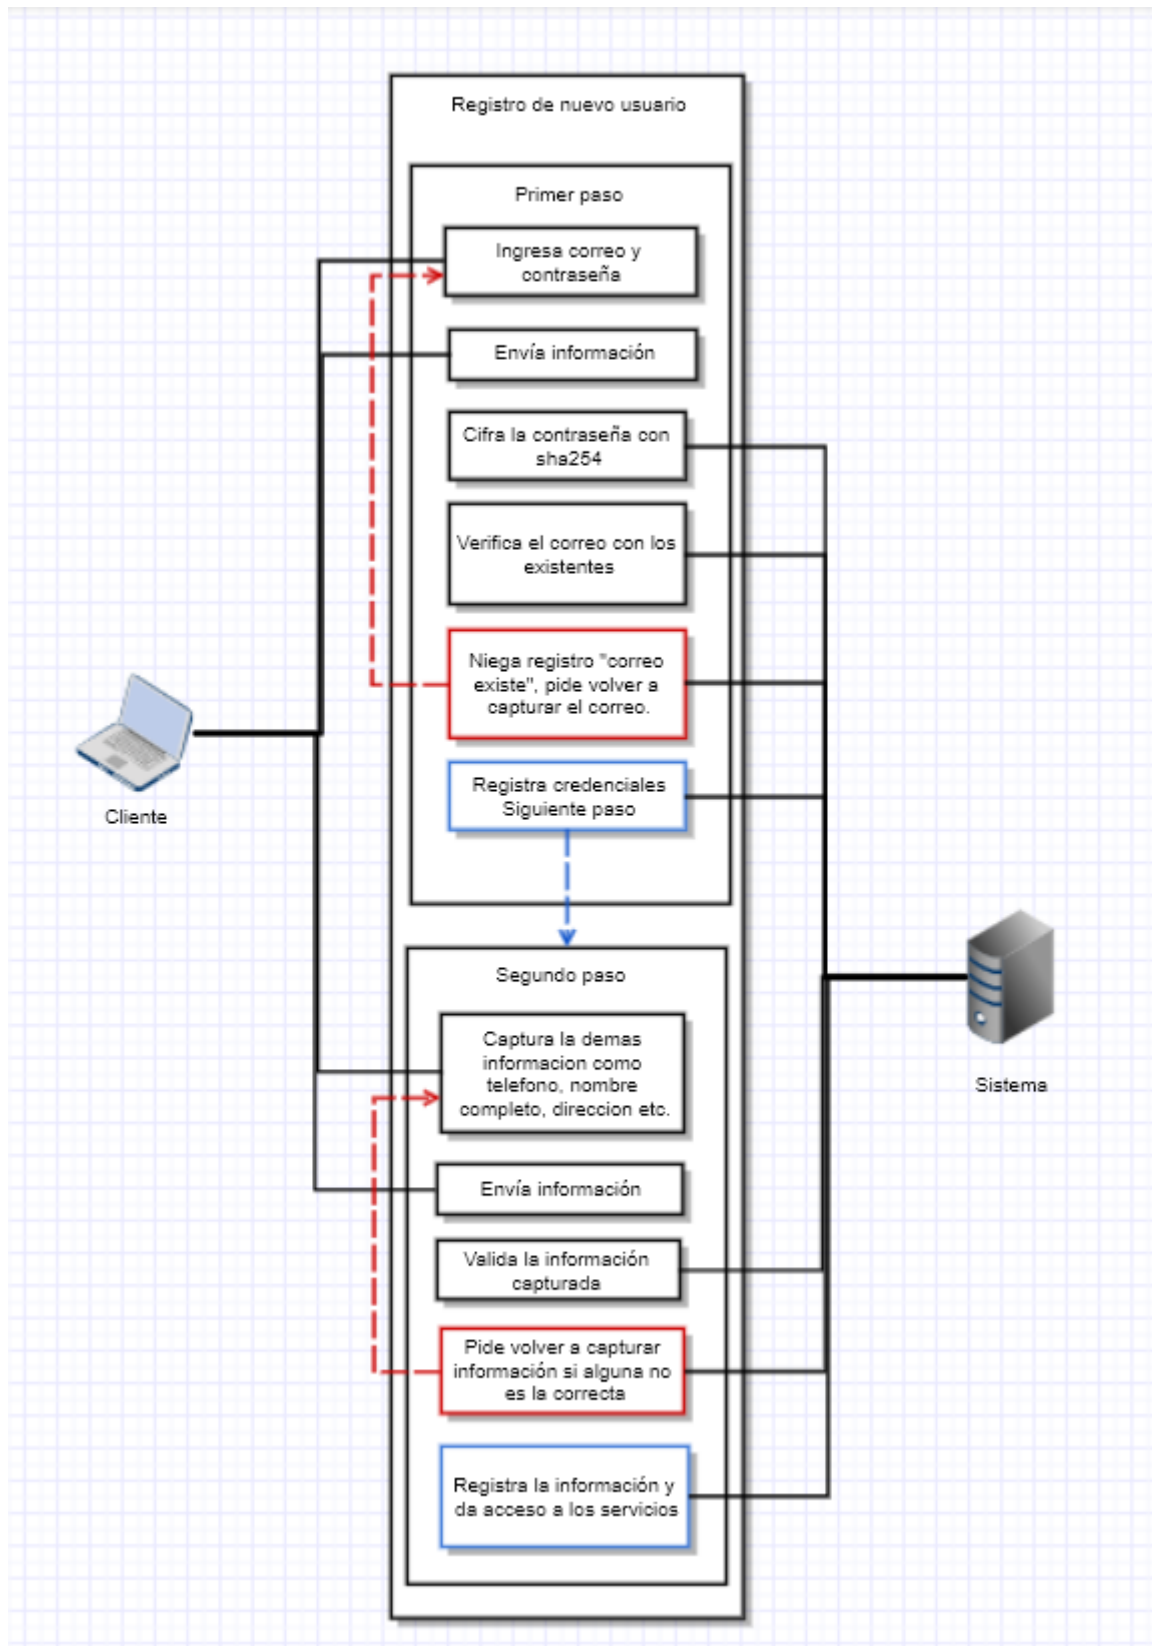 Registro de nuevo usuario
Primer paso
Ingresa correo y
contraseña
Envía información
Cifra la contraseña con
sha254
Verifica el correo con los
existentes
Niega registro "correo
existe", pide volver a
capturar el correo.
Registra credenciales
Siguiente paso
Cliente
Segundo paso
Captura la demas
informacion como
telefono, nombre
completo, direccion etc.
Sistema
Envía información
Valida la información
capturada
Pide volver a capturar
información si alguna no
es la correcta
Registra la información y
da acceso a los servicios